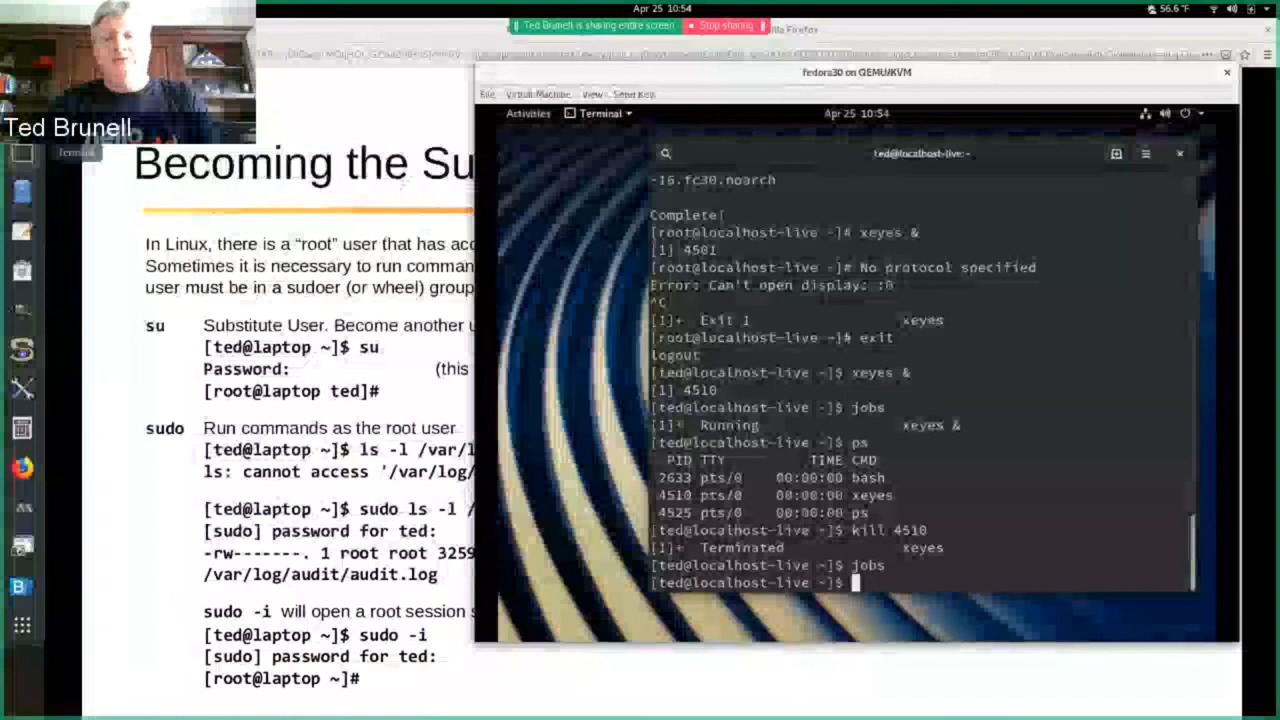 Apr 25 10:54
56.6 °F
Ted Brunell is sharing entire screen
Stop sharing
Firefox
Ted Brunell
Becoming the Su
In Linux, there is a “root” user that has acc
Sometimes it is necessary to run comman
user must be in a sudoer (or wheel) group
su Substitute User. Become another u
[ted@laptop ~]$ su
Password: (this
[root@laptop ted]#
sudo Run commands as the root user
[ted@laptop ~]$ ls -l /var/l
ls: cannot access '/var/log/
[ted@laptop ~]$ sudo ls -l /
[sudo] password for ted:
-rw-------. 1 root root 3259
/var/log/audit/audit.log
sudo -i will open a root session s
[ted@laptop ~]$ sudo -i
[sudo] password for ted:
[root@laptop ~]#
fedora30 on QEMU/KVM
File Virtual Machine View Send Key
Activities Terminal Apr 25 10:54
ted@localhost-live:~
-16.fc30.noarch
Complete!
[root@localhost-live ~]# xeyes &
[1] 4501
[root@localhost-live ~]# No protocol specified
Error: Can't open display: :0
^C
[1]+ Exit 1 xeyes
[root@localhost-live ~]# exit
logout
[ted@localhost-live ~]$ xeyes &
[1] 4510
[ted@localhost-live ~]$ jobs
[1]+ Running xeyes &
[ted@localhost-live ~]$ ps
PID TTY TIME CMD
2633 pts/0 00:00:00 bash
4510 pts/0 00:00:00 xeyes
4525 pts/0 00:00:00 ps
[ted@localhost-live ~]$ kill 4510
[1]+ Terminated xeyes
[ted@localhost-live ~]$ jobs
[ted@localhost-live ~]$